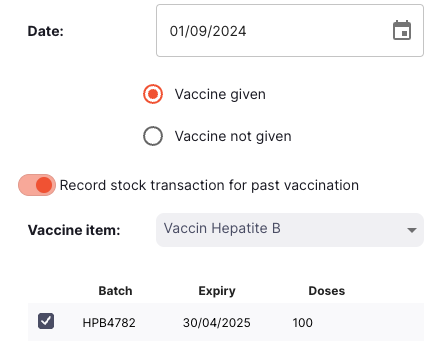 Date: 01/09/2024
Vaccine given
Vaccine not given
Record stock transaction for past vaccination
Vaccine item: Vaccin Hepatite B
Batch Expiry Doses
HPB4782 30/04/2025 100